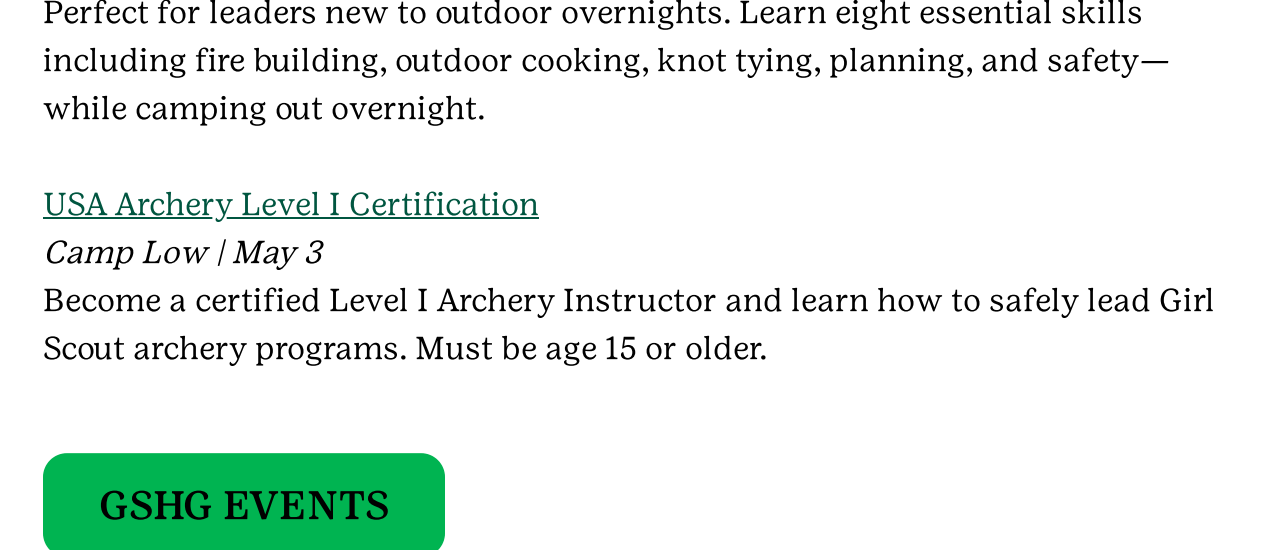 Perfect for leaders new to outdoor overnights. Learn eight essential skills
including fire building, outdoor cooking, knot tying, planning, and safety—
while camping out overnight.
USA Archery Level I Certification
Camp Low | May 3
Become a certified Level I Archery Instructor and learn how to safely lead Girl
Scout archery programs. Must be age 15 or older.
GSHG EVENTS